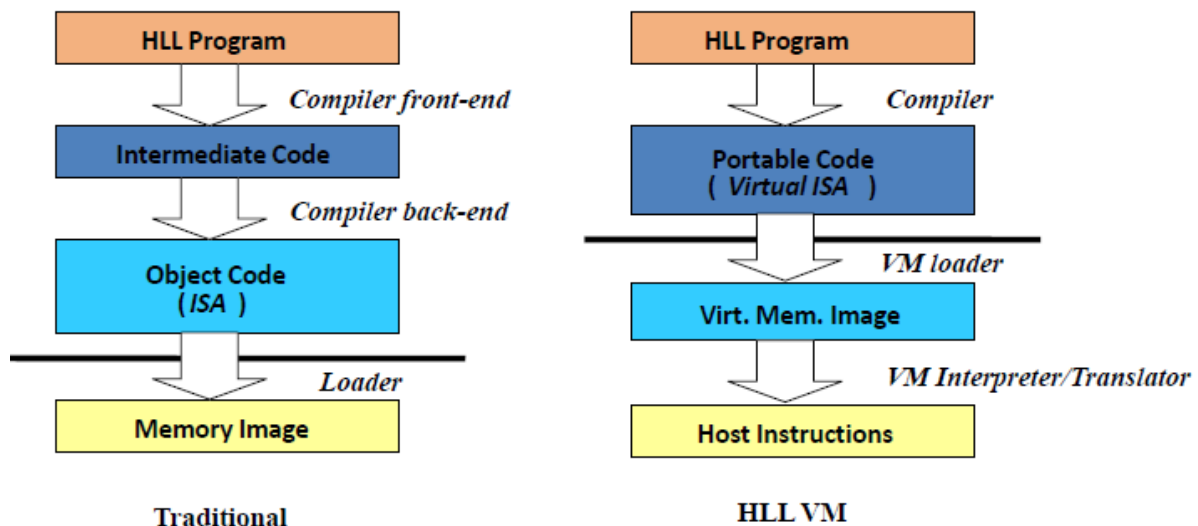 HLL Program
Compiler front-end
Intermediate Code
Compiler back-end
Object Code
( ISA )
Loader
Memory Image
Traditional
HLL Program
Compiler
Portable Code
( Virtual ISA )
VM loader
Virt. Mem. Image
VM Interpreter/Translator
Host Instructions
HLL VM